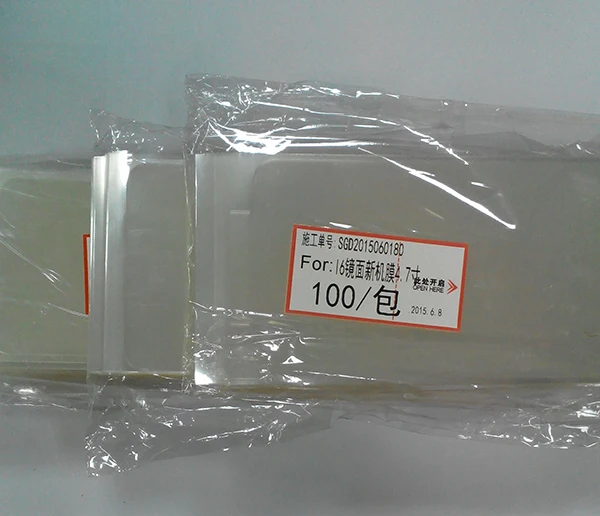 施工单号:SGD201506018D
For:I6镜面新机膜4.7寸
此处开启
OPEN HERE
100/包
2015.6.8